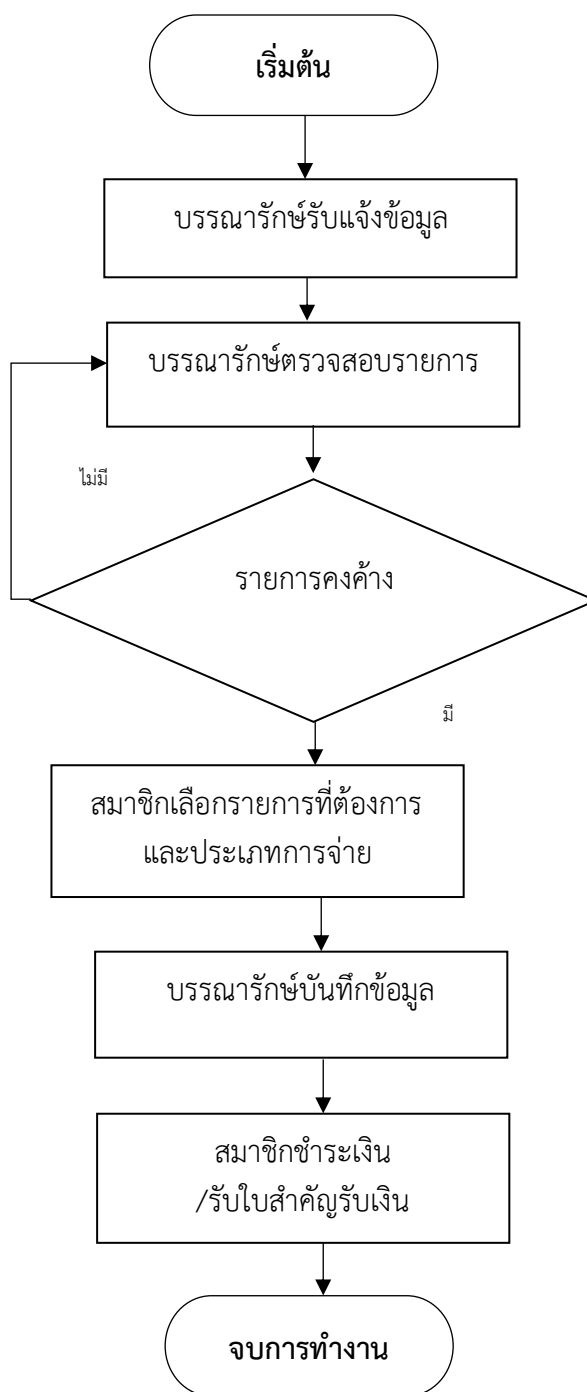 เริ่มต้น
บรรณารักษ์รับแจ้งข้อมูล
บรรณารักษ์ตรวจสอบรายการ
ไม่มี
รายการคงค้าง
มี
สมาชิกเลือกรายการที่ต้องการ
และประเภทการจ่าย
บรรณารักษ์บันทึกข้อมูล
สมาชิกชำระเงิน
/รับใบสำคัญรับเงิน
จบการทำงาน